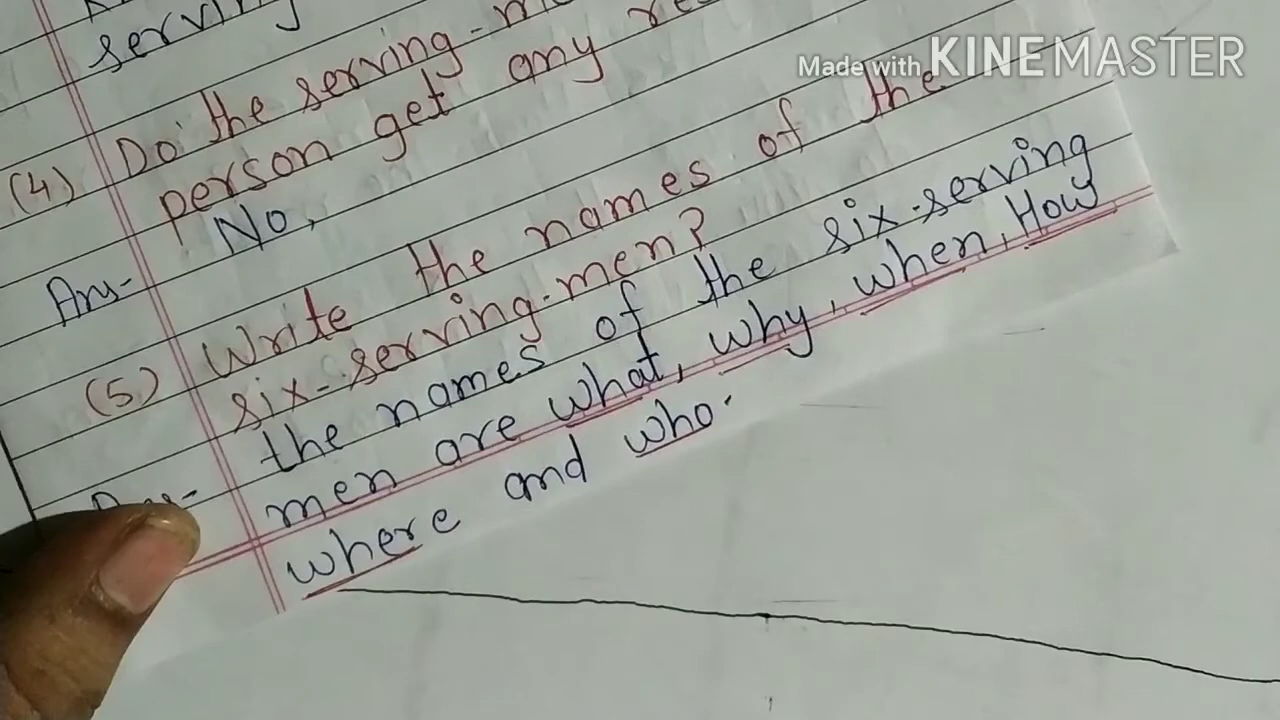 serving
(4) Do the serving-m
person get any re
Ans- No,
(5) Write the names of the
six-serving-men?
Ans- the names of the six-serving
men are what, why, when, How
where and who.
Made with KINEMASTER